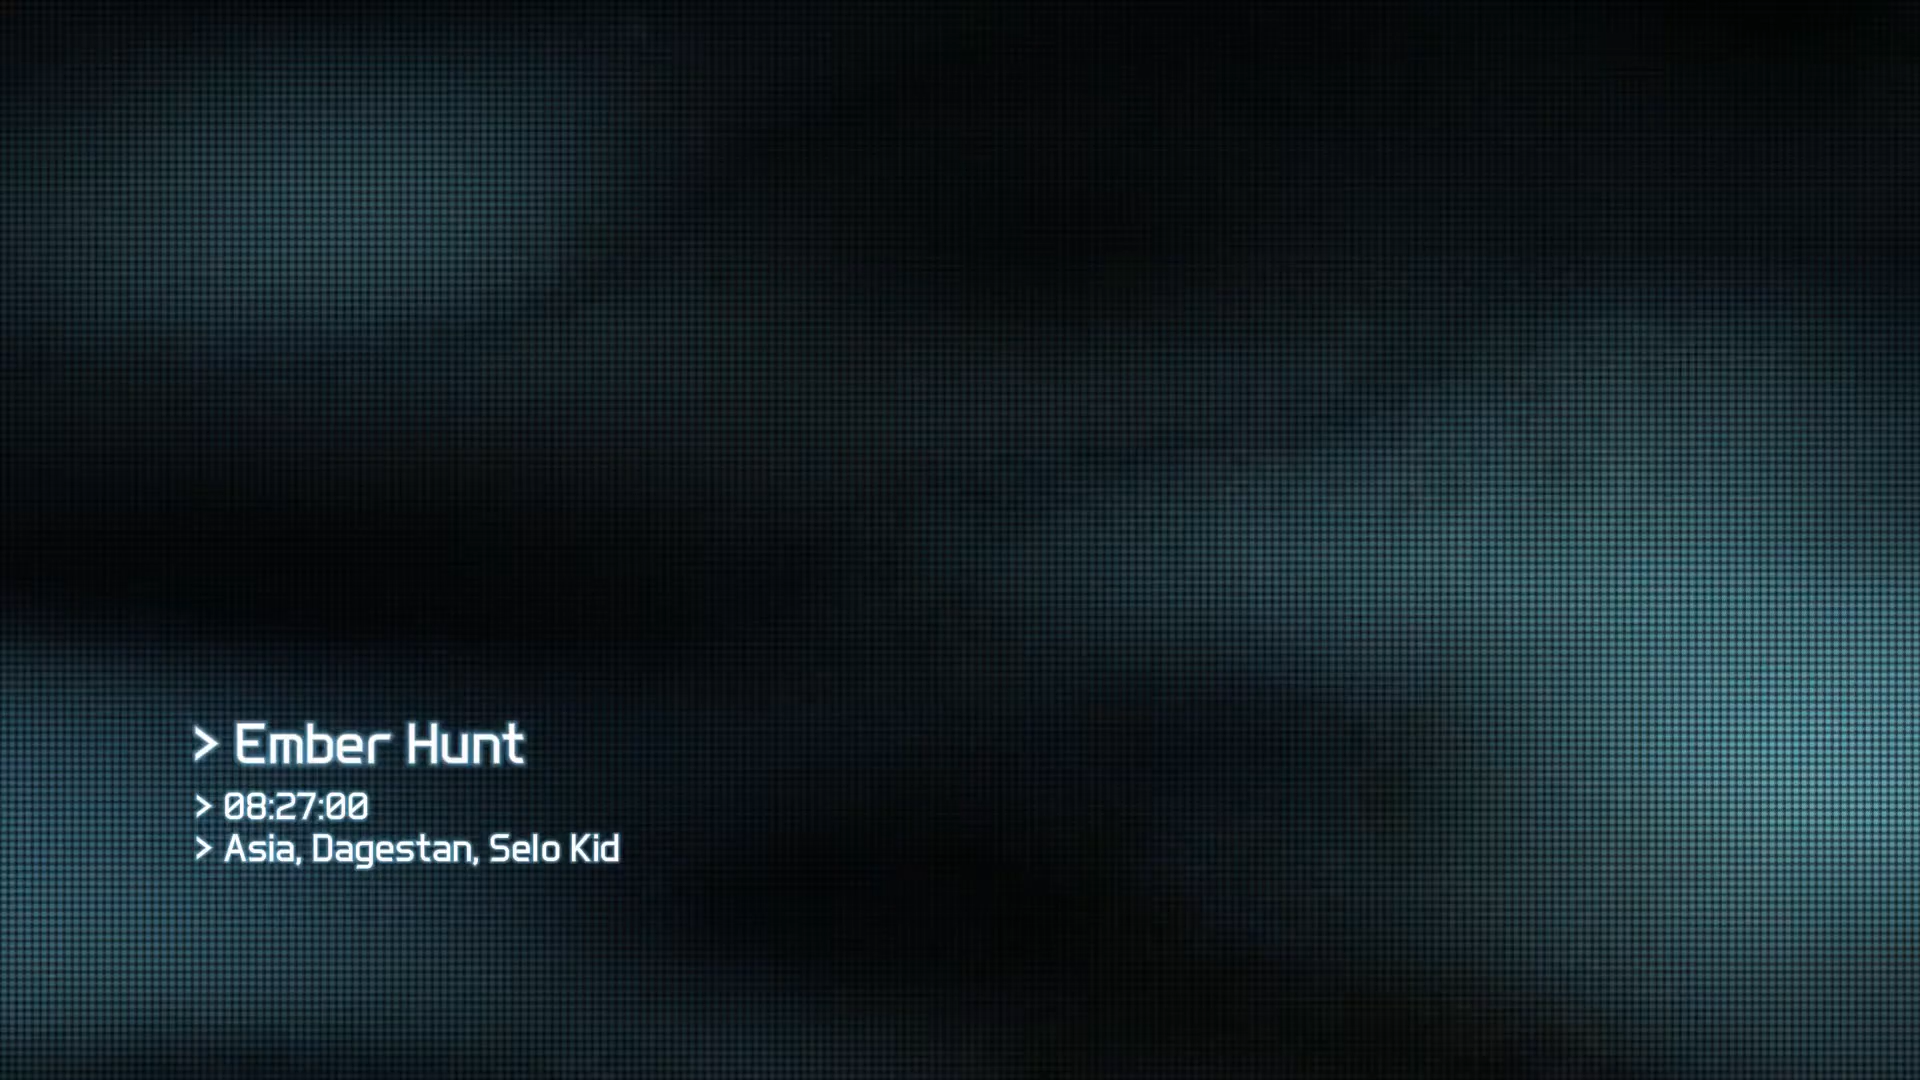 > Ember Hunt
> 08:27:00
> Asia, Dagestan, Selo Kid